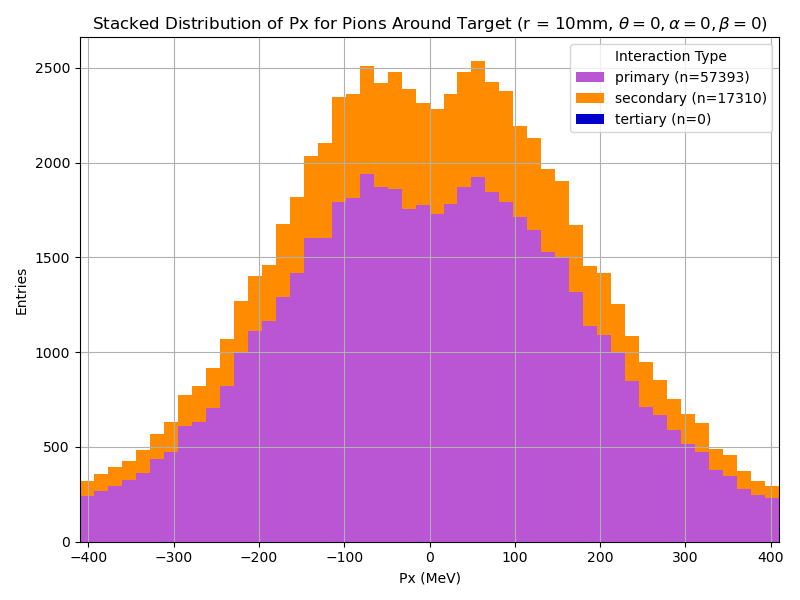 Stacked Distribution of Px for Pions Around Target (r = 10mm, θ = 0, α = 0, β = 0)
Interaction Type
primary (n=57393)
secondary (n=17310)
tertiary (n=0)
Entries
2500
2000
1500
1000
500
0
−400 −300 −200 −100 0 100 200 300 400
Px (MeV)